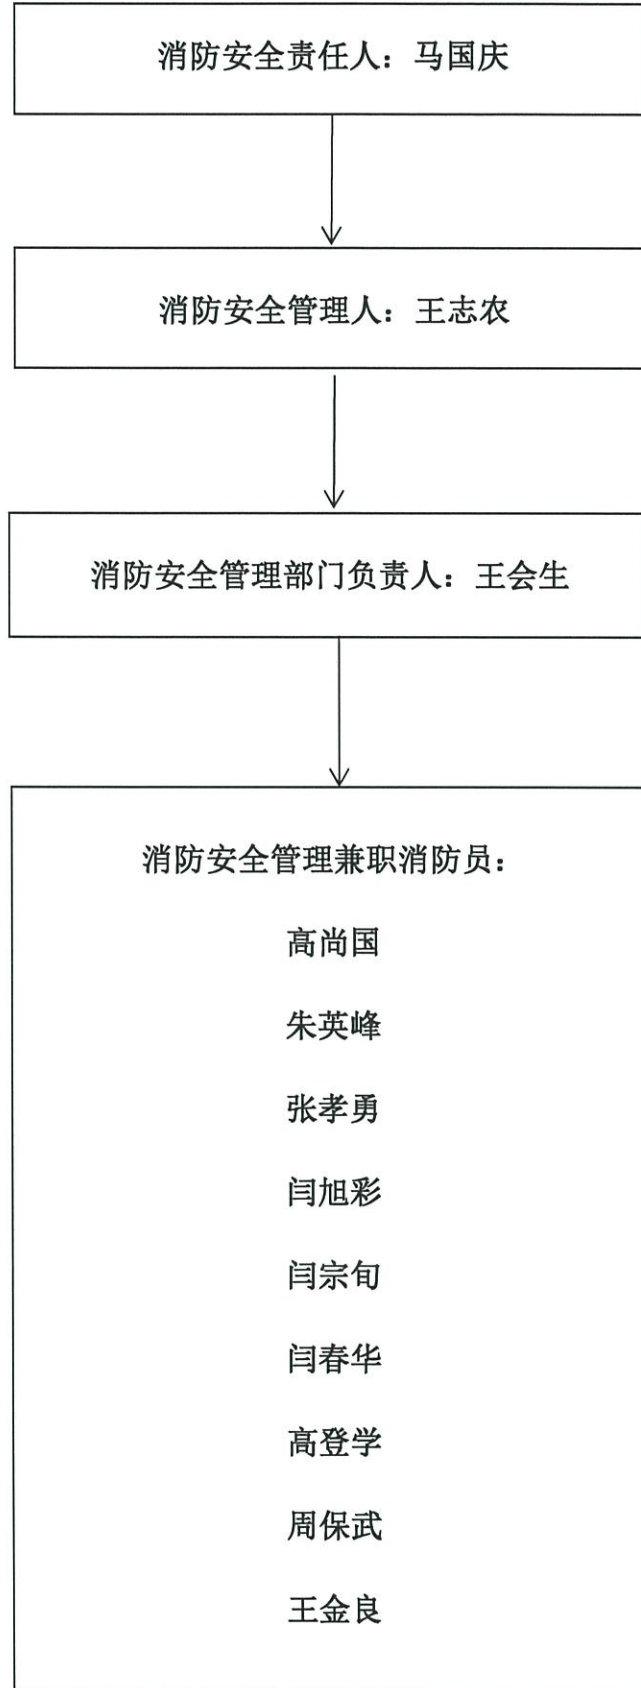 消防安全责任人：马国庆
消防安全管理人：王志农
消防安全管理部门负责人：王会生
消防安全管理兼职消防员：
高尚国
朱英峰
张孝勇
闫旭彩
闫宗旬
闫春华
高登学
周保武
王金良